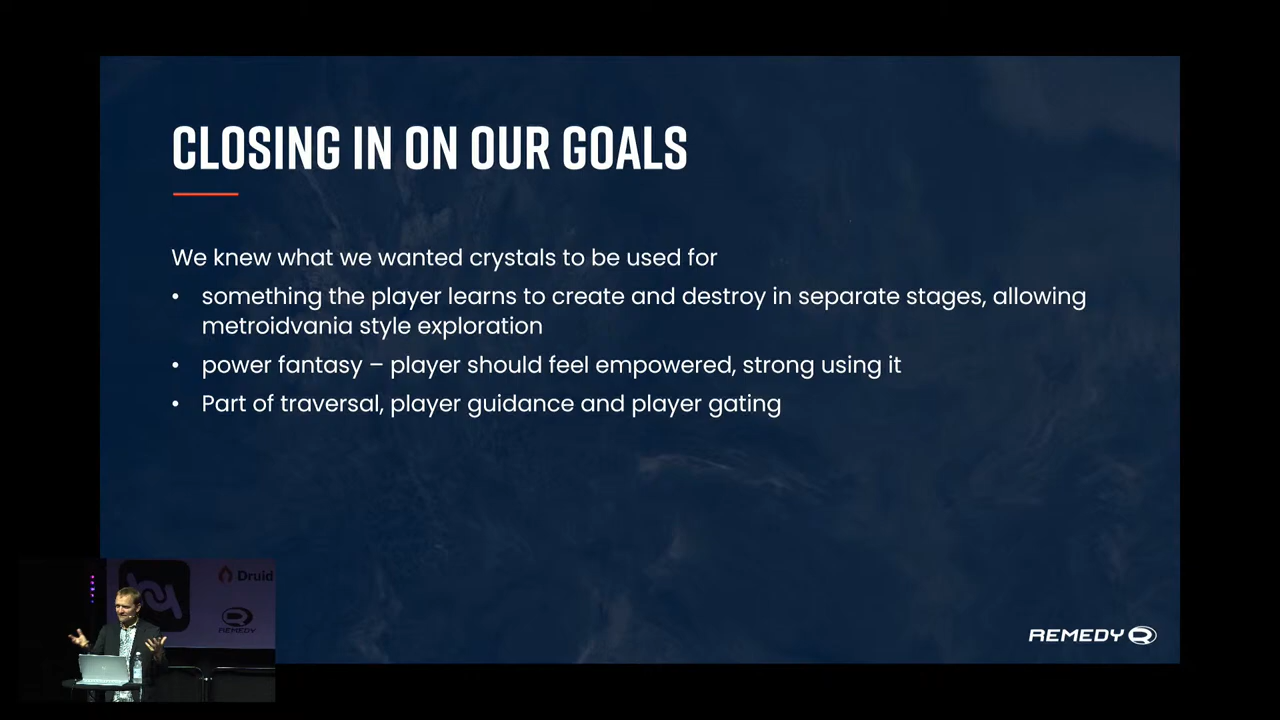 CLOSING IN ON OUR GOALS
We knew what we wanted crystals to be used for
• something the player learns to create and destroy in separate stages, allowing
metroidvania style exploration
• power fantasy – player should feel empowered, strong using it
• Part of traversal, player guidance and player gating
Druid
REMEDY
REMEDY